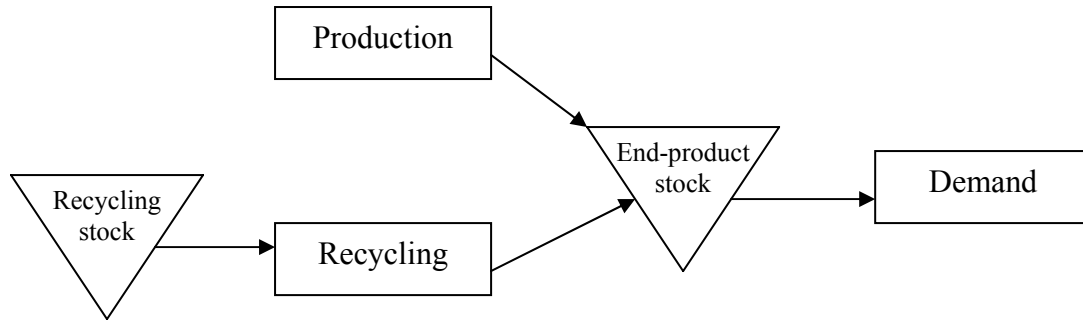 Production
End-product
stock
Demand
Recycling
stock
Recycling